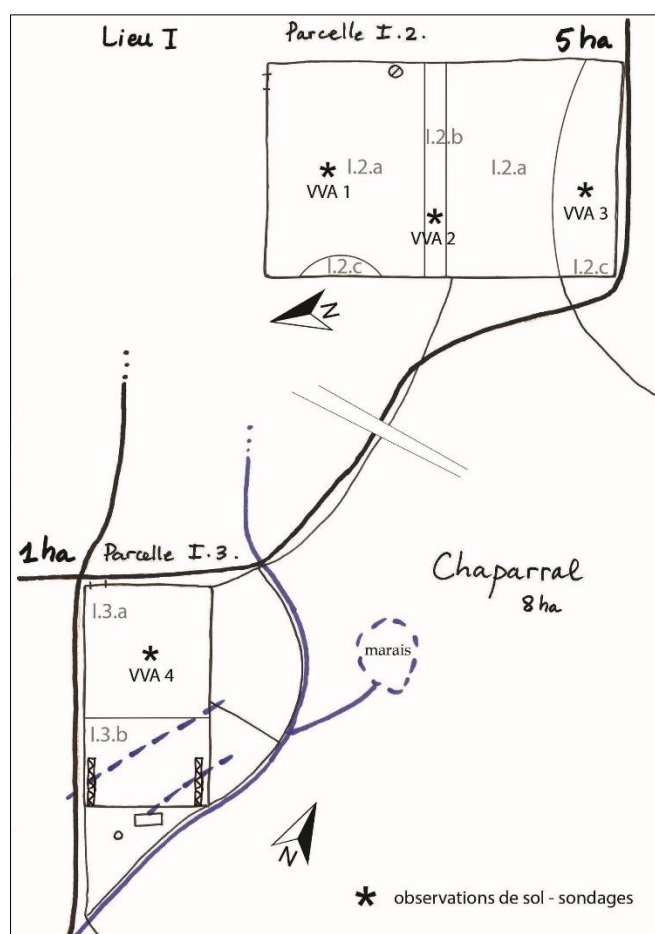 Lieu I
Parcelle I.2.
5 ha
I.2.b
I.2.a
I.2.a
VVA 1
VVA 2
VVA 3
I.2.c
I.2.c
N
1 ha
Parcelle I.3.
Chaparral
8 ha
I.3.a
marais
VVA 4
I.3.b
N
* observations de sol - sondages